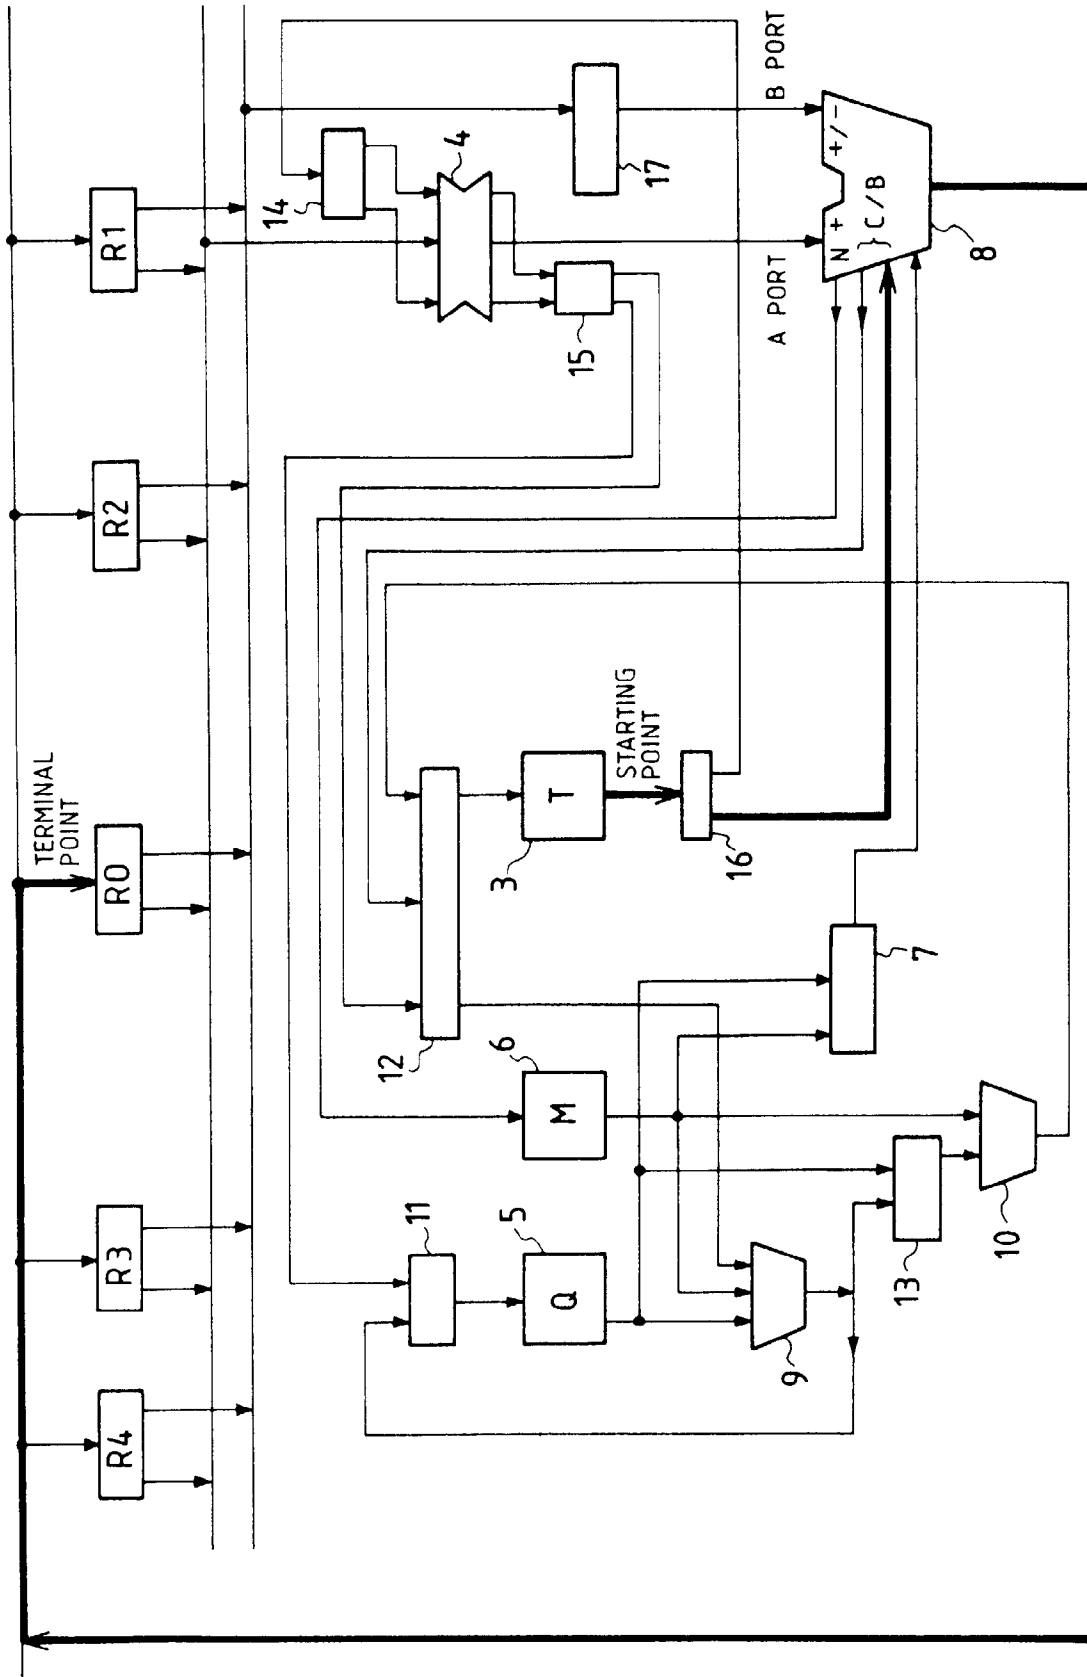 R4
R3
R0
R2
R1
TERMINAL
POINT
11
5
Q
9
13
10
6
M
12
7
3
T
STARTING
POINT
16
14
4
15
17
A PORT
B PORT
N + +/-
} C/B
8